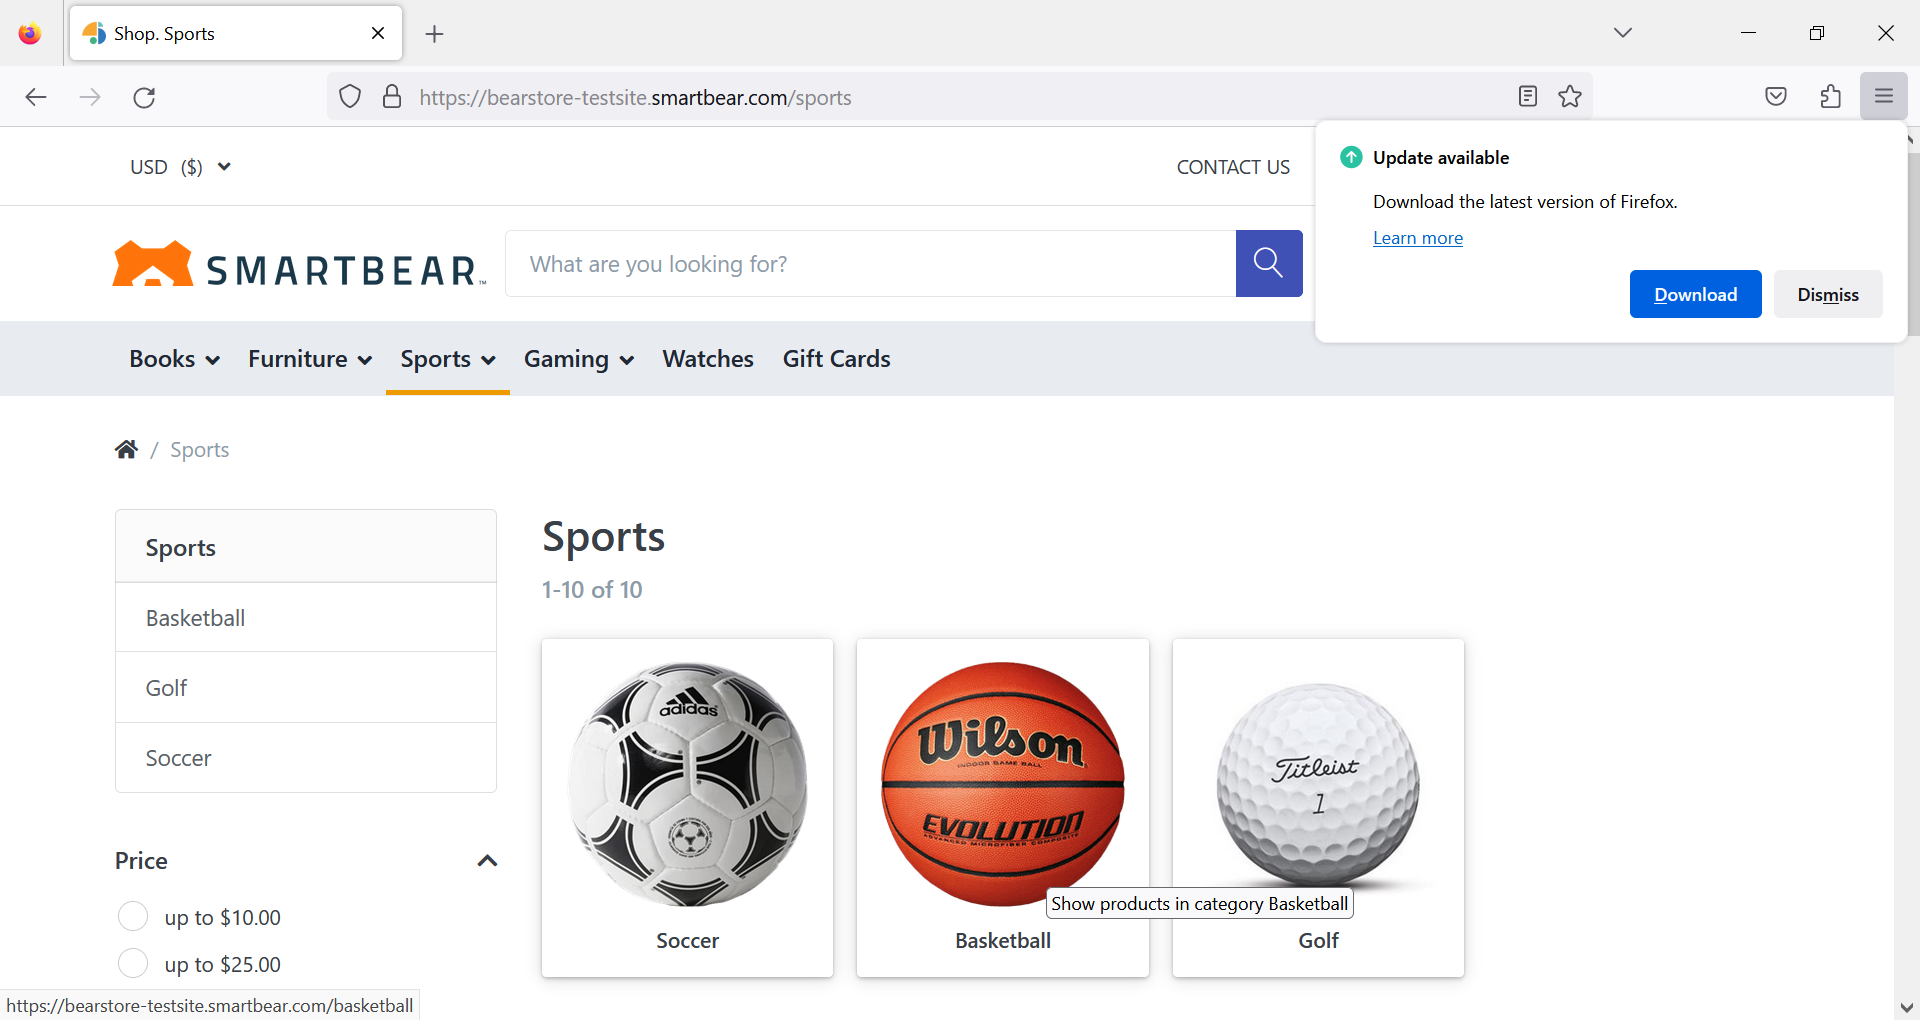 Shop. Sports
https://bearstore-testsite.smartbear.com/sports
USD ($)
CONTACT US
Update available
Download the latest version of Firefox.
Learn more
Download
Dismiss
SMARTBEAR™
What are you looking for?
Books
Furniture
Sports
Gaming
Watches
Gift Cards
/ Sports
Sports
Basketball
Golf
Soccer
Price
up to $10.00
up to $25.00
Sports
1-10 of 10
adidas
Soccer
Wilson
INDOOR GAME BALL
EVOLUTION
ADVANCED MICROFIBER COMPOSITE
Show products in category Basketball
Basketball
Titleist
1
Golf
https://bearstore-testsite.smartbear.com/basketball